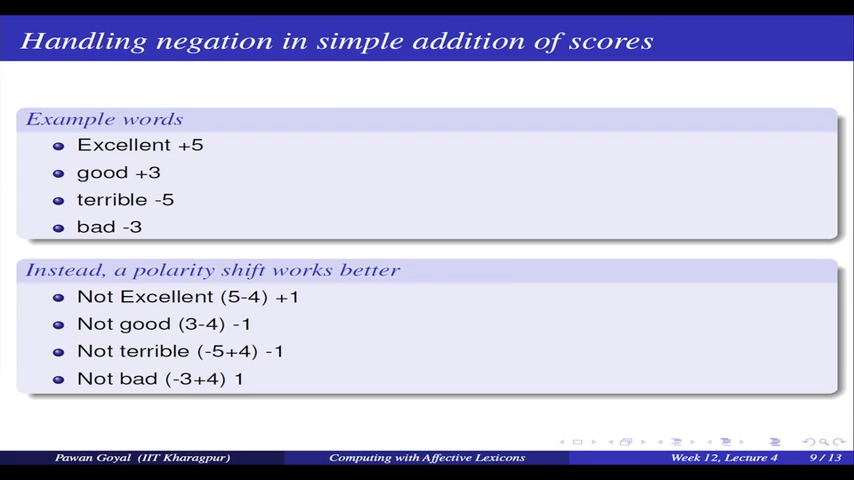 Handling negation in simple addition of scores
Example words
Excellent +5
good +3
terrible -5
bad -3
Instead, a polarity shift works better
Not Excellent (5-4) +1
Not good (3-4) -1
Not terrible (-5+4) -1
Not bad (-3+4) 1
Pawan Goyal (IIT Kharagpur) Computing with Affective Lexicons Week 12, Lecture 4 9 / 13